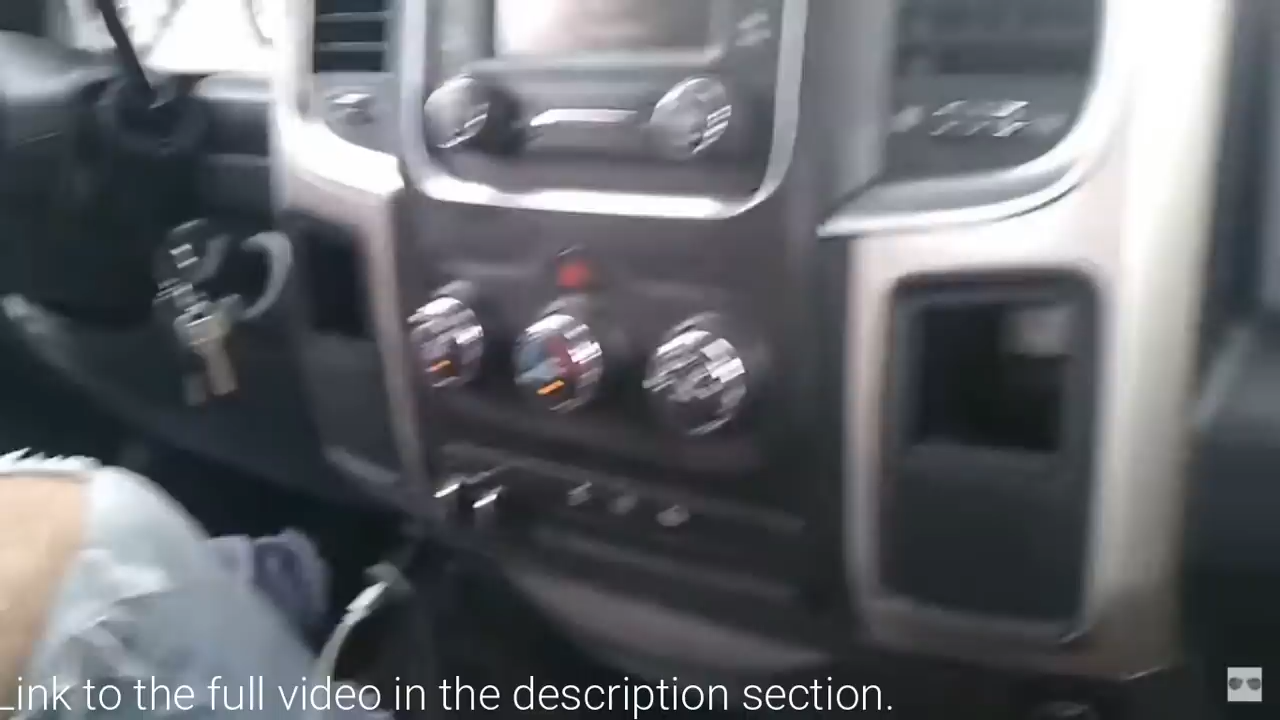 Link to the full video in the description section.